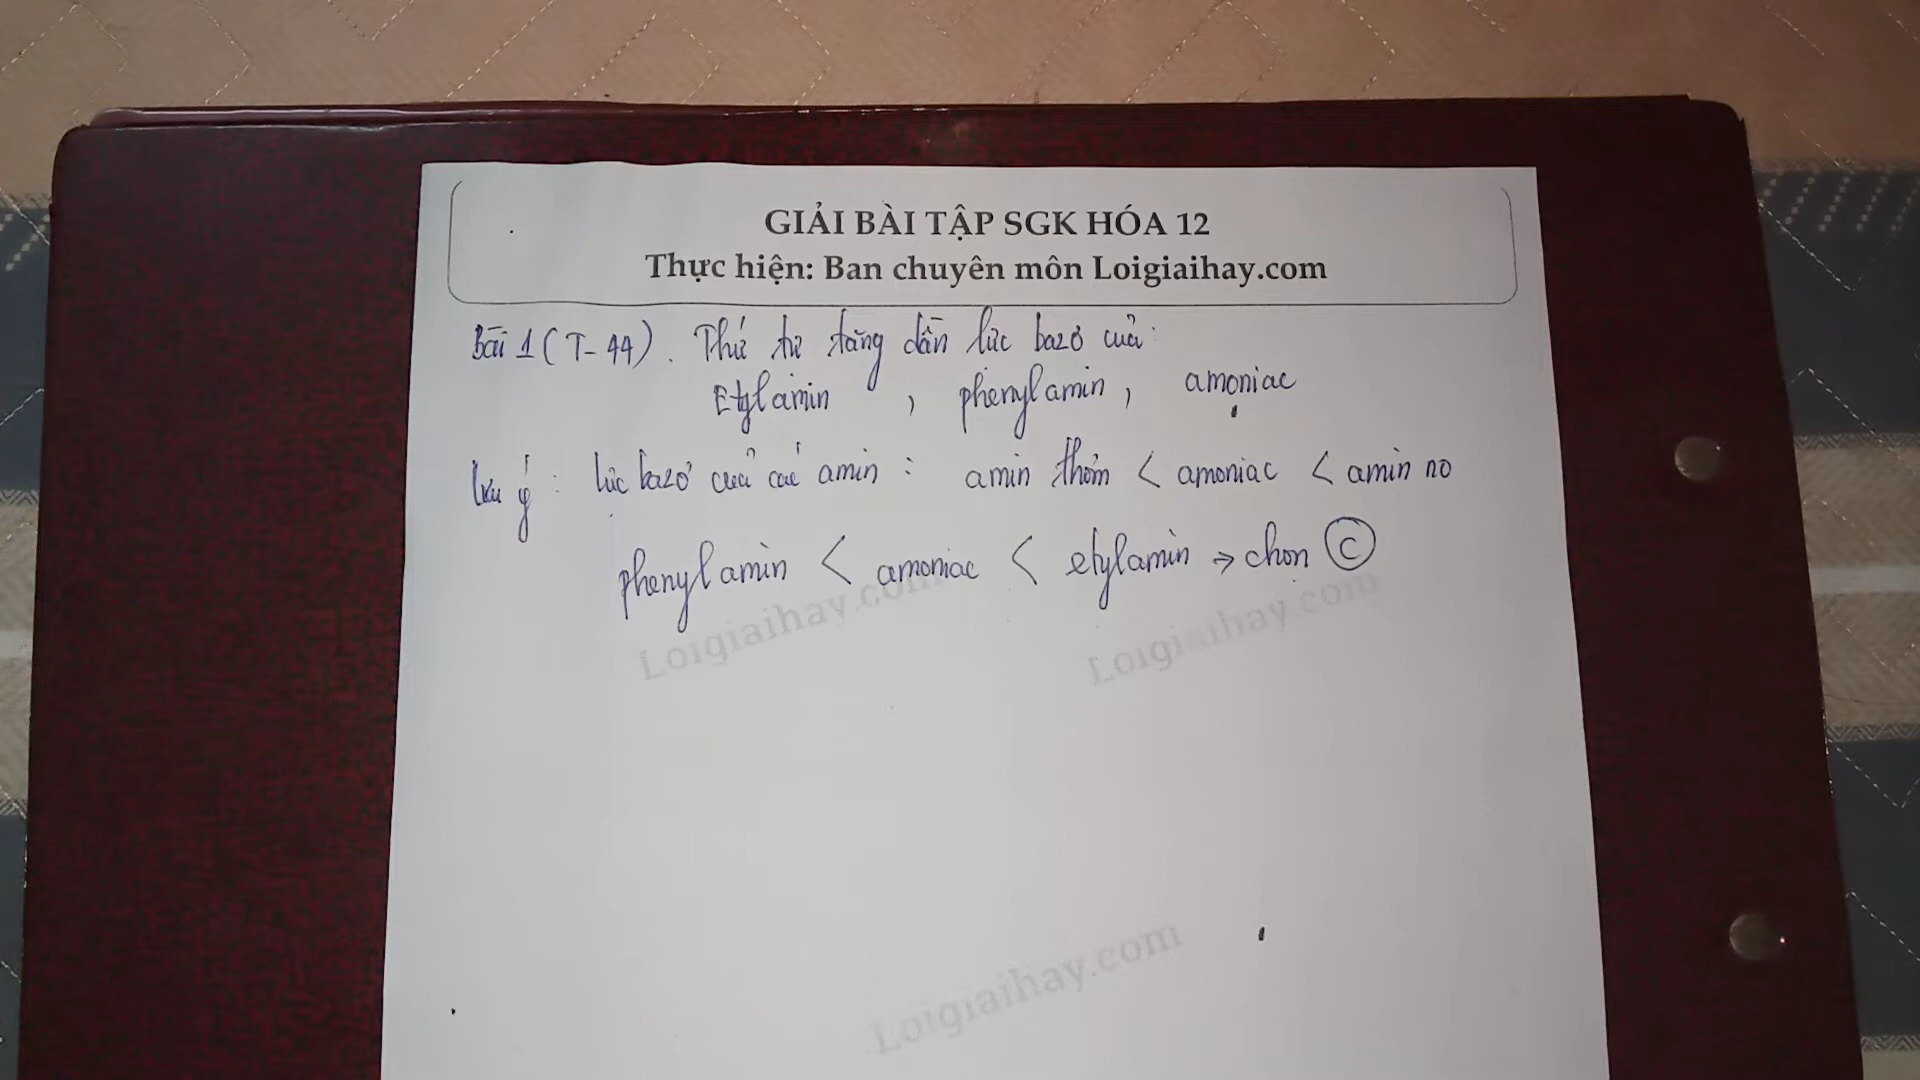 GIẢI BÀI TẬP SGK HÓA 12
Thực hiện: Ban chuyên môn Loigiaihay.com
Bài 1 (T-44). Thứ tự tăng dần lực bazơ của:
Etylamin , phenylamin, amoniac
Lưu ý: Lực bazơ của các amin: amin thơm < amoniac < amin no
phenylamin < amoniac < etylamin → chọn C
Loigiaihay.com
Loigiaihay.com
Loigiaihay.com